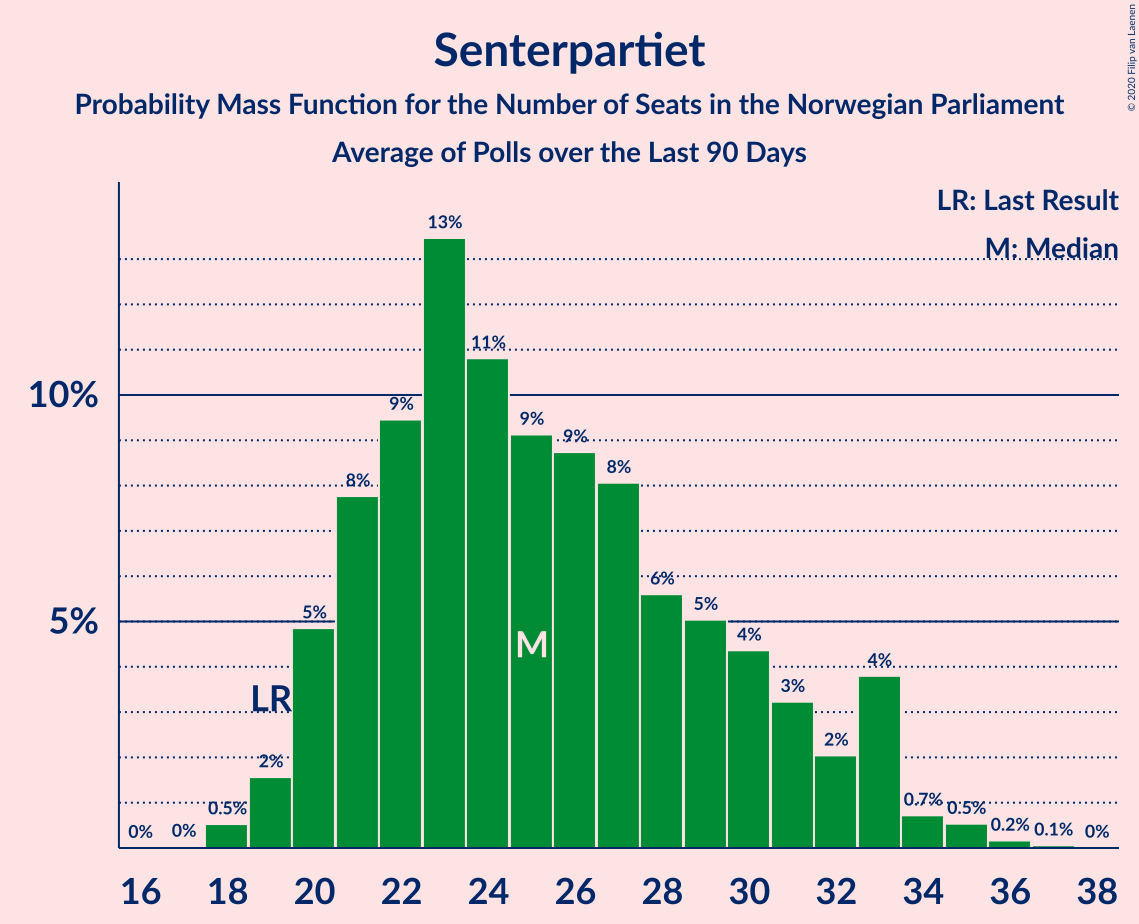 Senterpartiet
Probability Mass Function for the Number of Seats in the Norwegian Parliament
Average of Polls over the Last 90 Days
© 2020 Filip van Laenen
LR: Last Result
M: Median
10%
5%
0%
0%
0.5%
2%
5%
8%
9%
13%
11%
9%
9%
8%
6%
5%
4%
3%
2%
4%
0.7%
0.5%
0.2%
0.1%
0%
LR
M
16 18 20 22 24 26 28 30 32 34 36 38